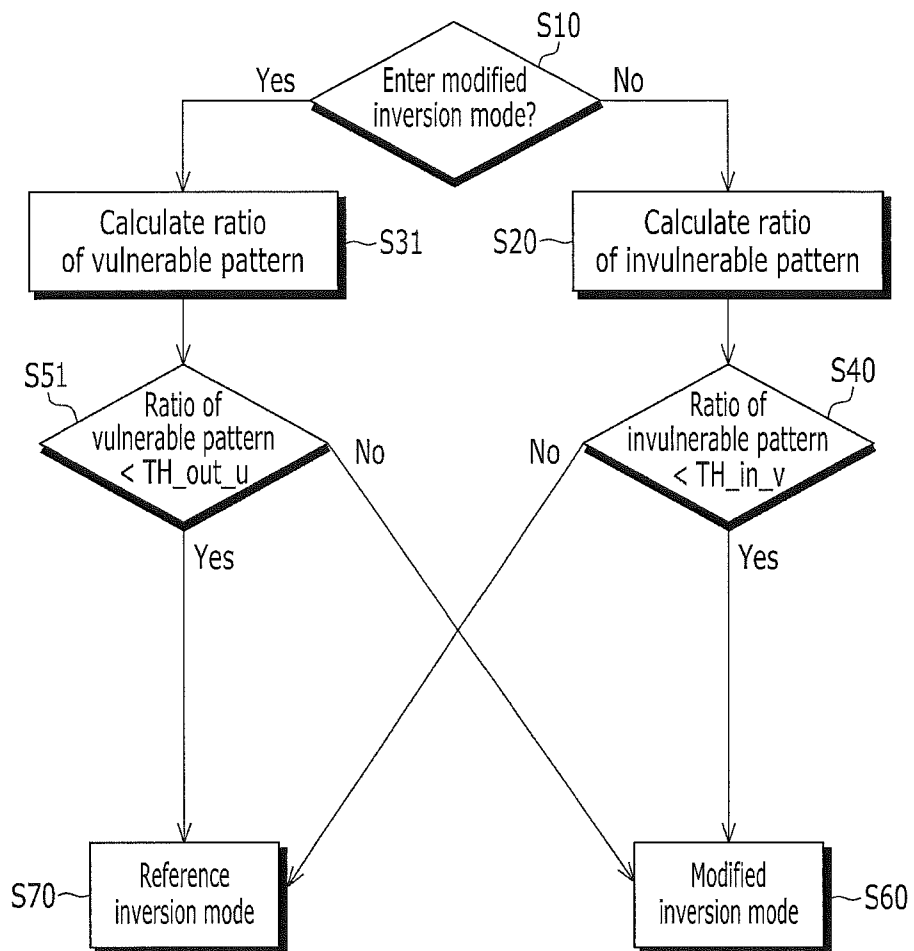 S10
Yes
Enter modified
inversion mode?
No
Calculate ratio
of vulnerable pattern
S31
S20
Calculate ratio
of invulnerable pattern
S51
Ratio of
vulnerable pattern
< TH_out_u
No
S40
Ratio of
invulnerable pattern
< TH_in_v
No
Yes
Yes
S70
Reference
inversion mode
Modified
inversion mode
S60